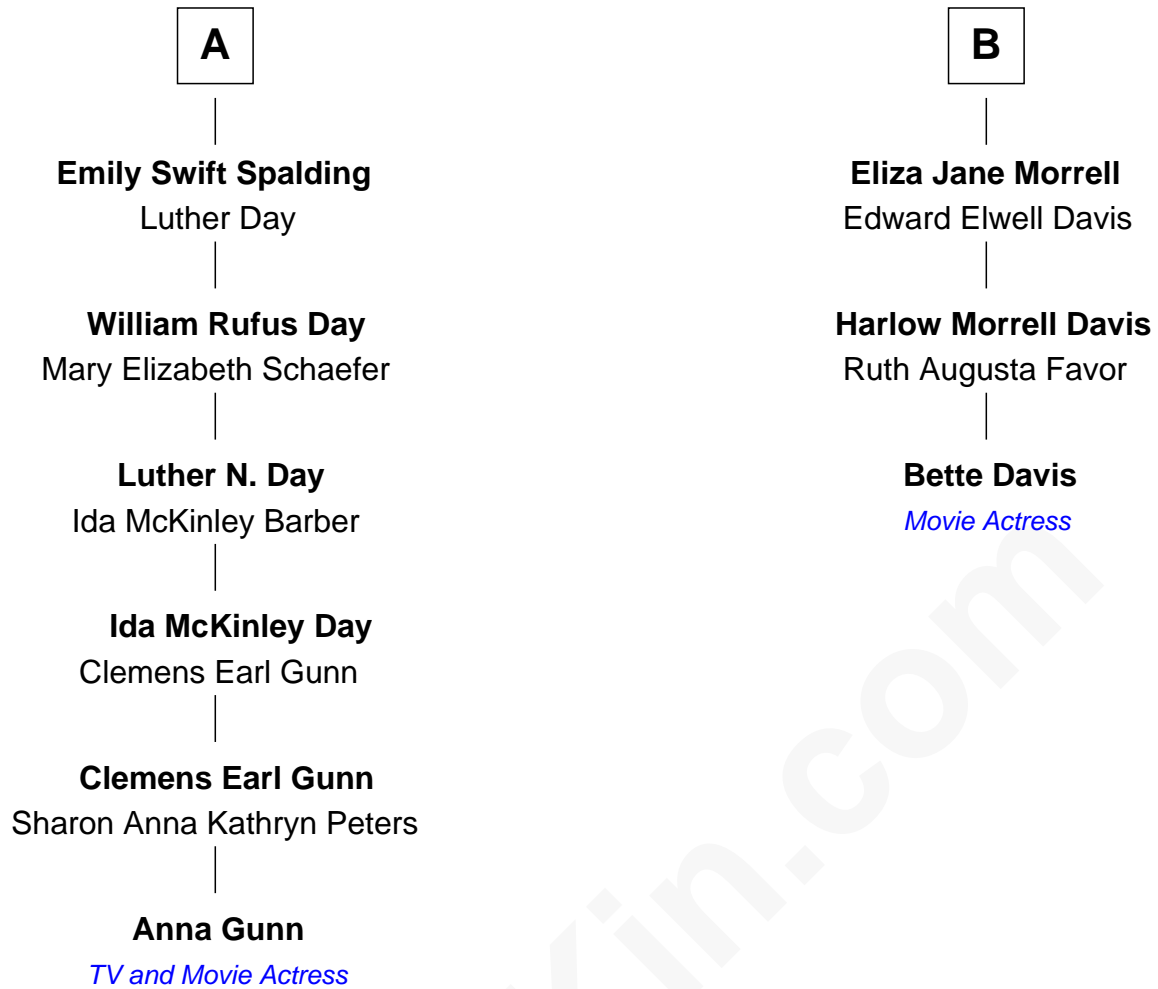 A
Emily Swift Spalding
Luther Day
William Rufus Day
Mary Elizabeth Schaefer
Luther N. Day
Ida McKinley Barber
Ida McKinley Day
Clemens Earl Gunn
Clemens Earl Gunn
Sharon Anna Kathryn Peters
Anna Gunn
TV and Movie Actress
B
Eliza Jane Morrell
Edward Elwell Davis
Harlow Morrell Davis
Ruth Augusta Favor
Bette Davis
Movie Actress